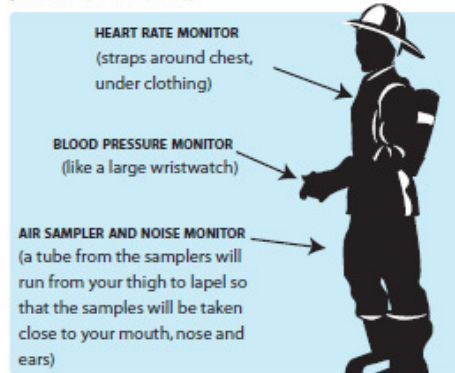 HEART RATE MONITOR
(straps around chest,
under clothing)
BLOOD PRESSURE MONITOR
(like a large wristwatch)
AIR SAMPLER AND NOISE MONITOR
(a tube from the samplers will
run from your thigh to lapel so
that the samples will be taken
close to your mouth, nose and
ears)